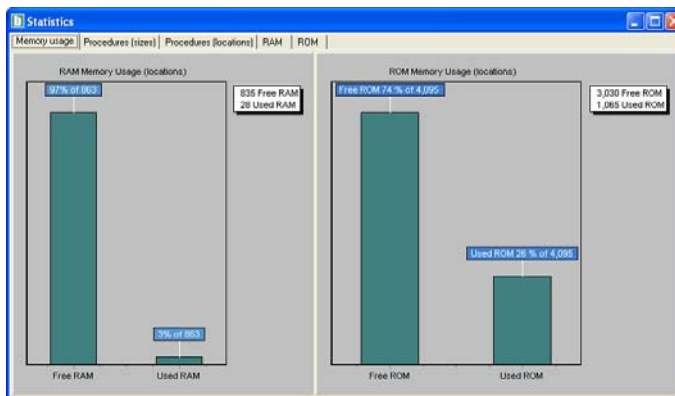 b Statistics
Memory usage Procedures (sizes) Procedures (locations) RAM ROM
RAM Memory Usage (locations)
97% of 863
835 Free RAM
28 Used RAM
3% of 863
Free RAM Used RAM
ROM Memory Usage (locations)
Free ROM 74 % of 4,095
3,030 Free ROM
1,065 Used ROM
Used ROM 26 % of 4,095
Free ROM Used ROM